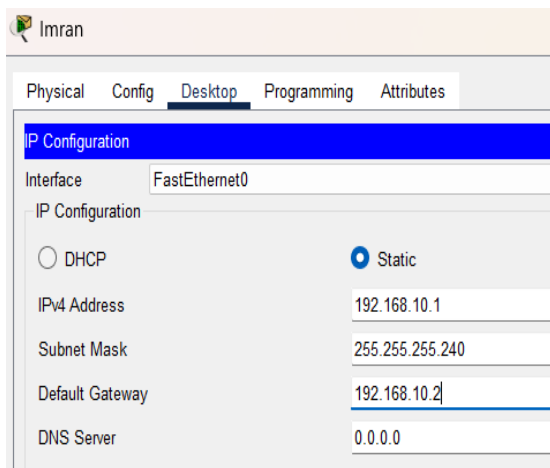 Imran
Physical Config Desktop Programming Attributes
IP Configuration
Interface FastEthernet0
IP Configuration
DHCP Static
IPv4 Address 192.168.10.1
Subnet Mask 255.255.255.240
Default Gateway 192.168.10.2
DNS Server 0.0.0.0